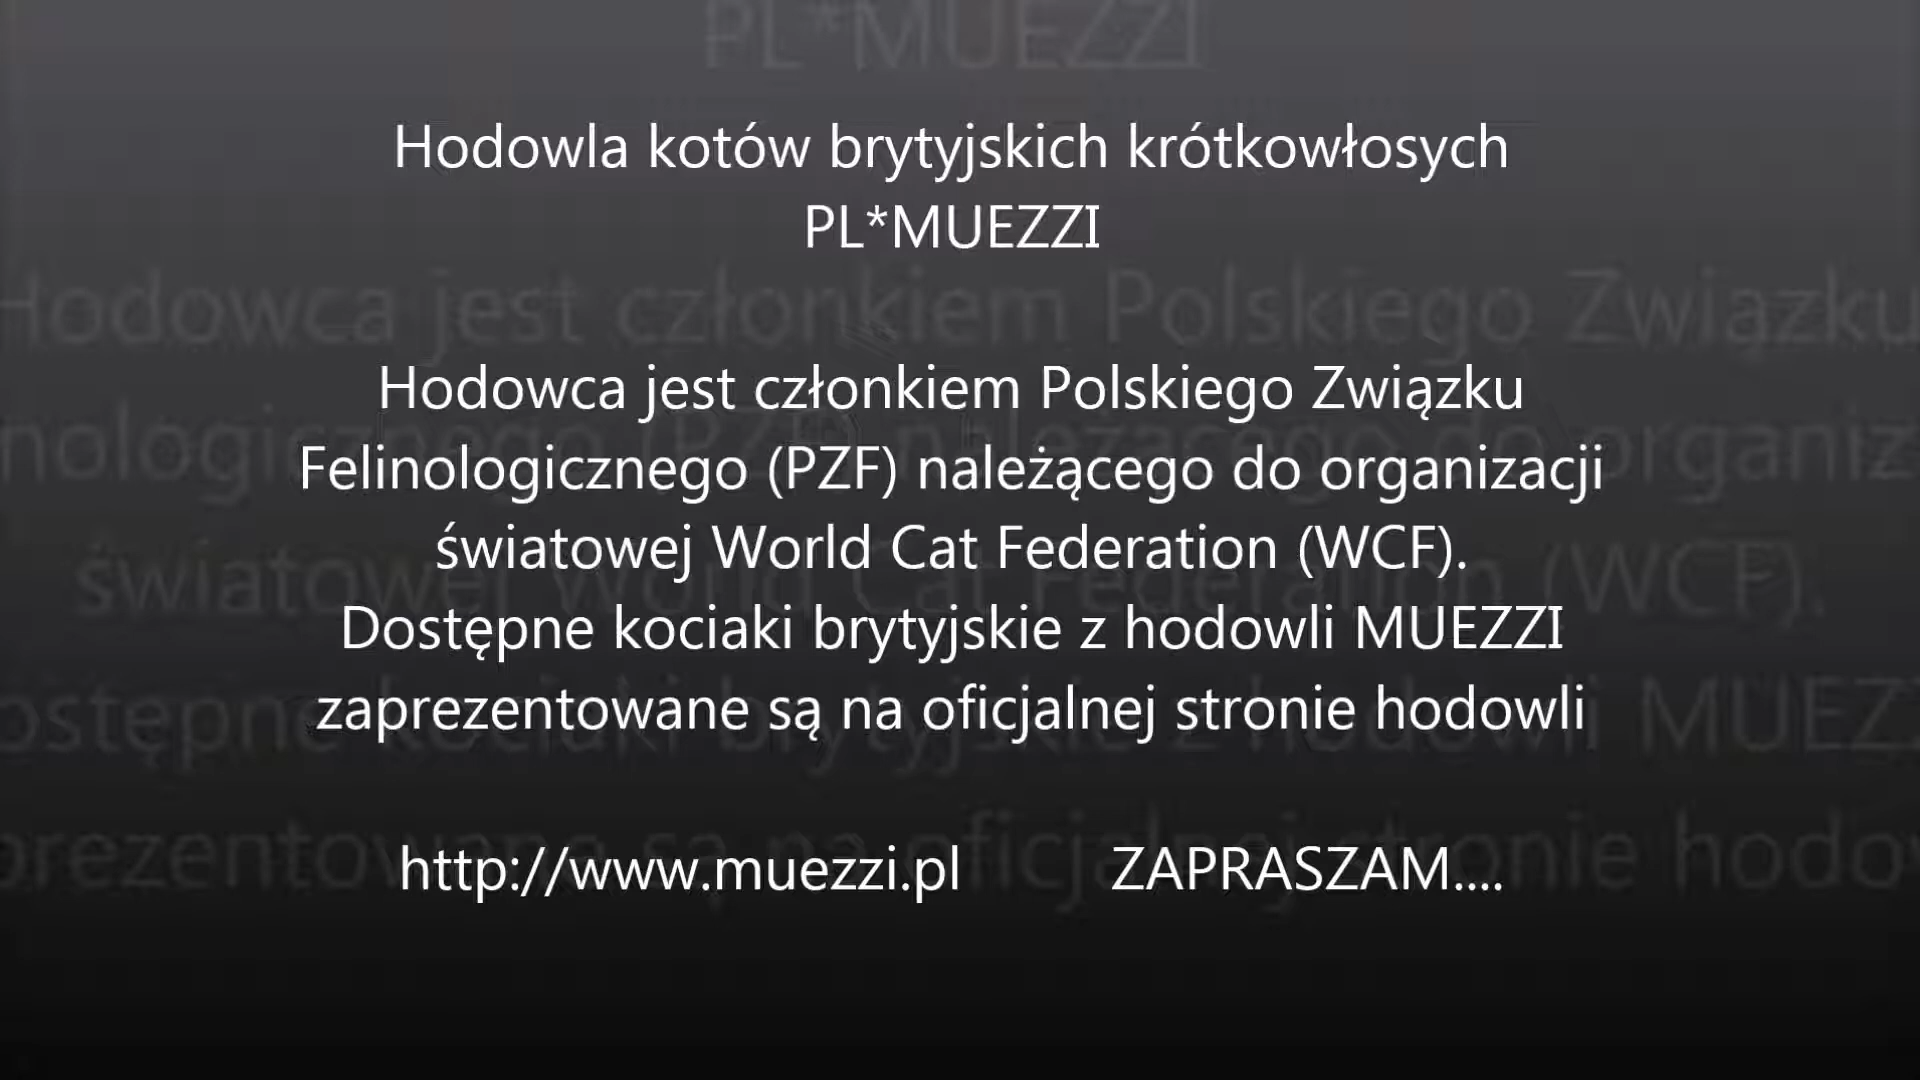 Hodowla kotów brytyjskich krótkowłosych
PL*MUEZZI
Hodowca jest członkiem Polskiego Związku
Felinologicznego (PZF) należącego do organizacji
światowej World Cat Federation (WCF).
Dostępne kociaki brytyjskie z hodowli MUEZZI
zaprezentowane są na oficjalnej stronie hodowli
http://www.muezzi.pl ZAPRASZAM....